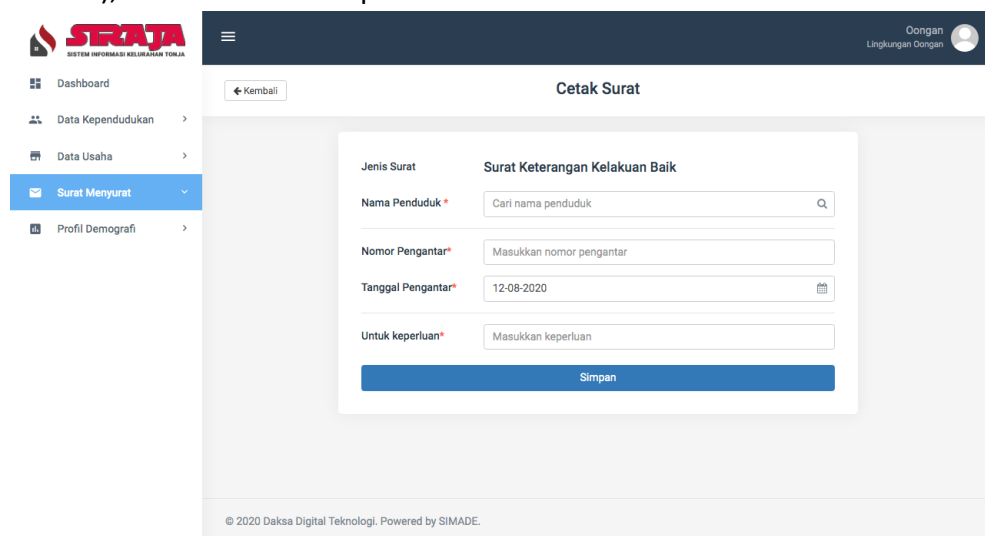 STRAJA
SISTEM INFORMASI KELURAHAN TONJA
Oongan
Lingkungan Oongan
Dashboard
Data Kependudukan
Data Usaha
Surat Menyurat
Profil Demografi
Kembali
Cetak Surat
Jenis Surat Surat Keterangan Kelakuan Baik
Nama Penduduk * Cari nama penduduk
Nomor Pengantar* Masukkan nomor pengantar
Tanggal Pengantar* 12-08-2020
Untuk keperluan* Masukkan keperluan
Simpan
© 2020 Daksa Digital Teknologi. Powered by SIMADE.